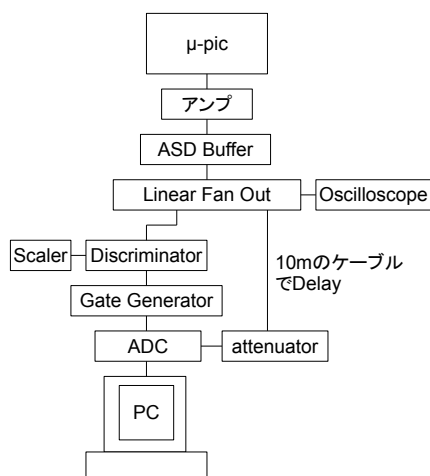 μ-pic
アンプ
ASD Buffer
Linear Fan Out
Oscilloscope
Scaler
Discriminator
10mのケーブル
でDelay
Gate Generator
ADC
attenuator
PC